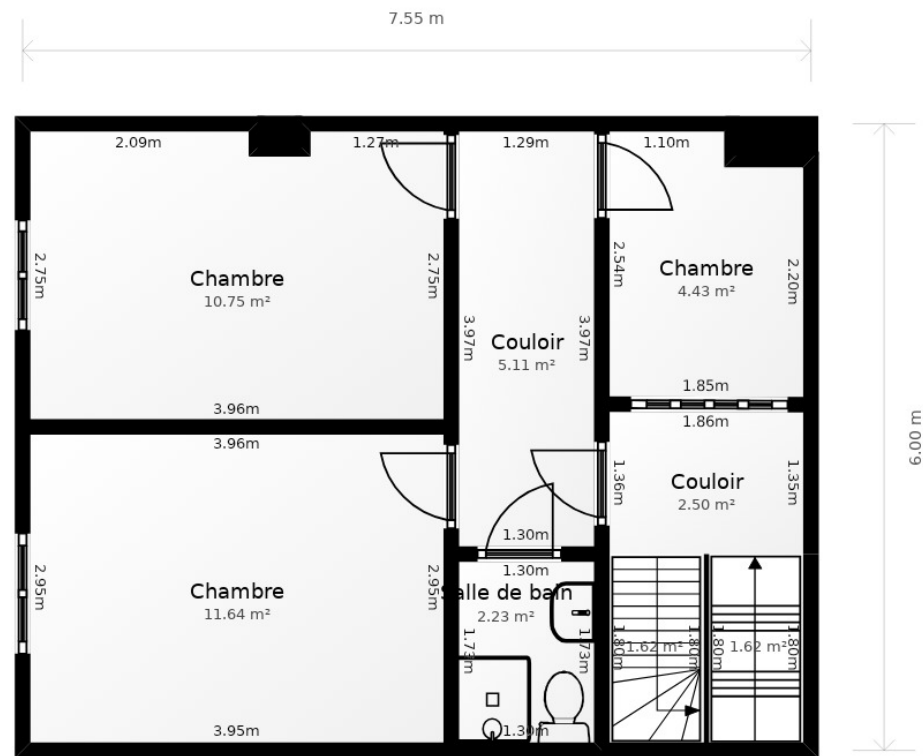 7.55 m
2.09m
1.27m
1.29m
1.10m
2.75m
Chambre
10.75 m²
2.75m
3.96m
3.97m
Couloir
5.11 m²
3.97m
2.54m
Chambre
4.43 m²
2.20m
1.85m
6.00 m
3.96m
2.95m
Chambre
11.64 m²
2.95m
3.95m
1.30m
1.86m
1.36m
Couloir
2.50 m²
1.35m
1.30m
Salle de bain
2.23 m²
1.73m
1.73m
1.30m
1.80m
1.62 m²
1.80m
1.80m
1.62 m²
1.80m